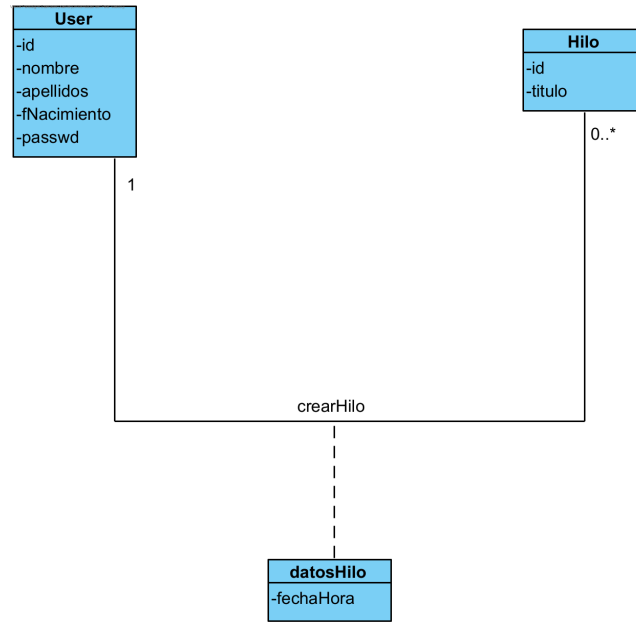 User
-id
-nombre
-apellidos
-fNacimiento
-passwd
1
Hilo
-id
-titulo
0..*
crearHilo
datosHilo
-fechaHora